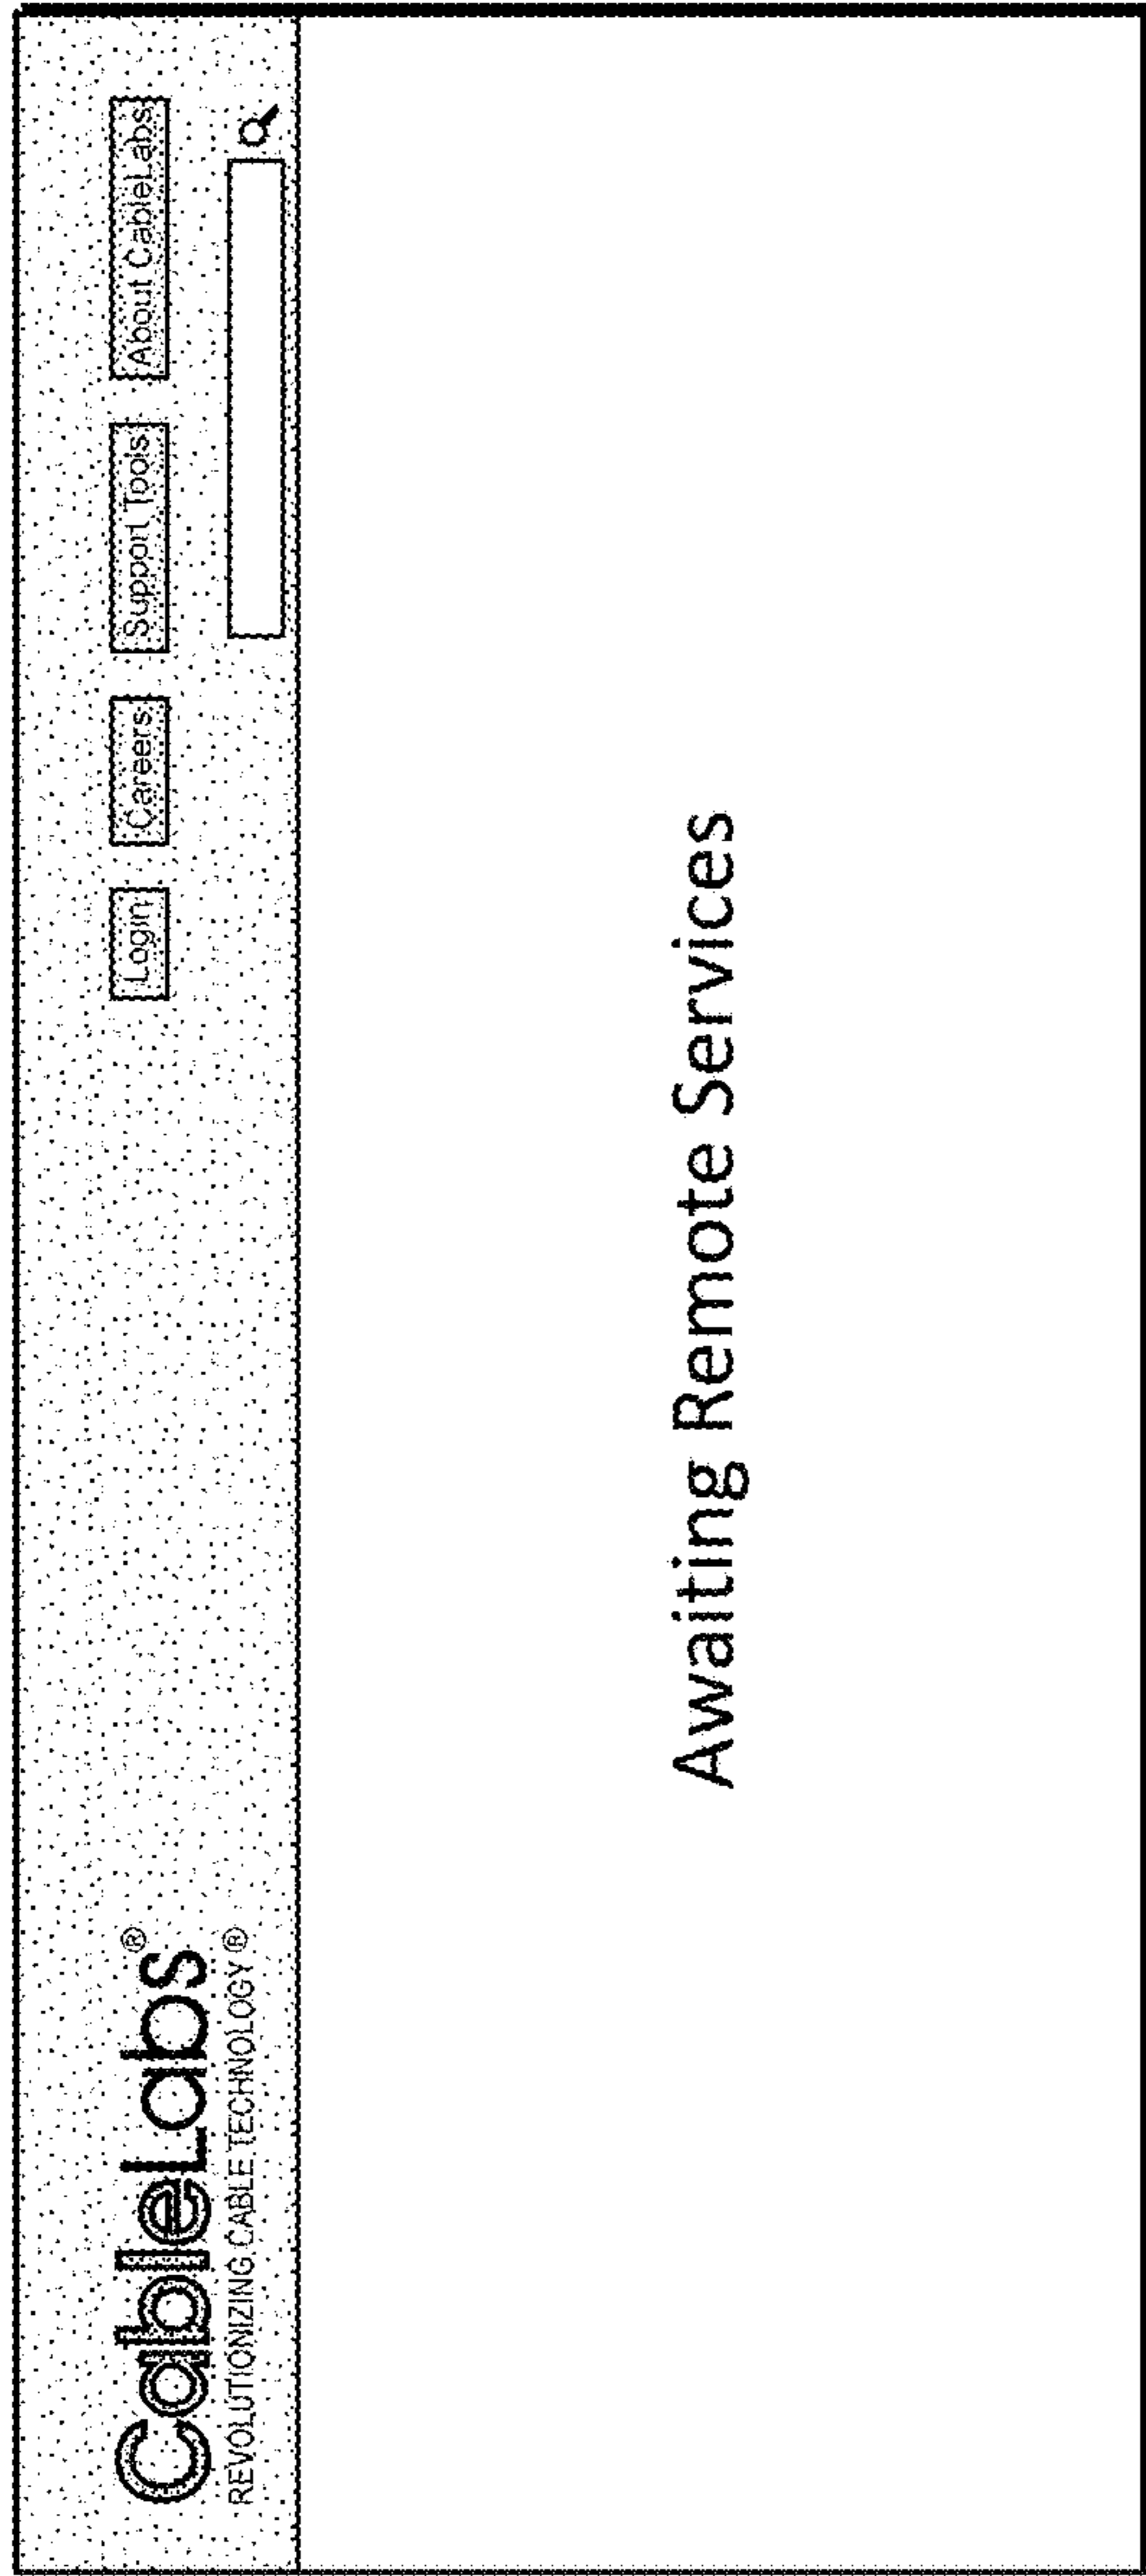 CableLabs®
REVOLUTIONIZING CABLE TECHNOLOGY ®
Login Careers Support Tools About CableLabs
Awaiting Remote Services